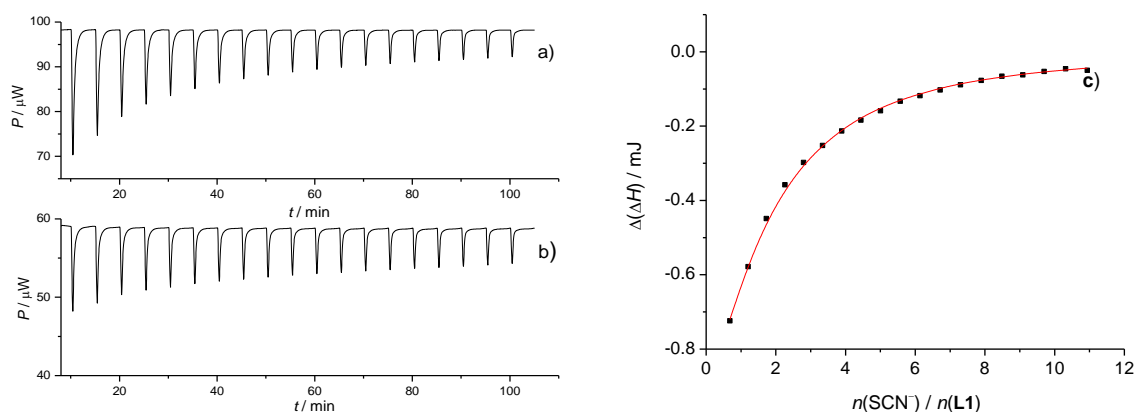 100
90
80
70
P / μW
a)
20 40 60 80 100
t / min
60
50
40
P / μW
b)
20 40 60 80 100
t / min
0.0
-0.2
-0.4
-0.6
-0.8
Δ(ΔH) / mJ
c)
0 2 4 6 8 10 12
n(SCN⁻) / n(L1)